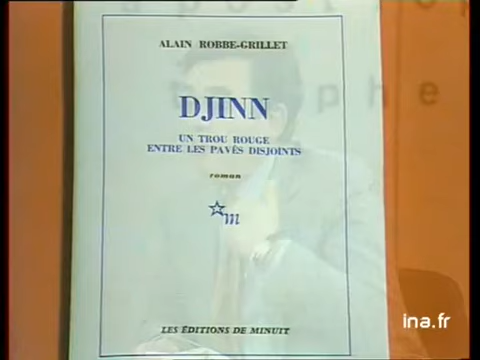 ALAIN ROBBE-GRILLET
DJINN
UN TROU ROUGE
ENTRE LES PAVÉS DISJOINTS
roman
m
LES ÉDITIONS DE MINUIT
ina.fr